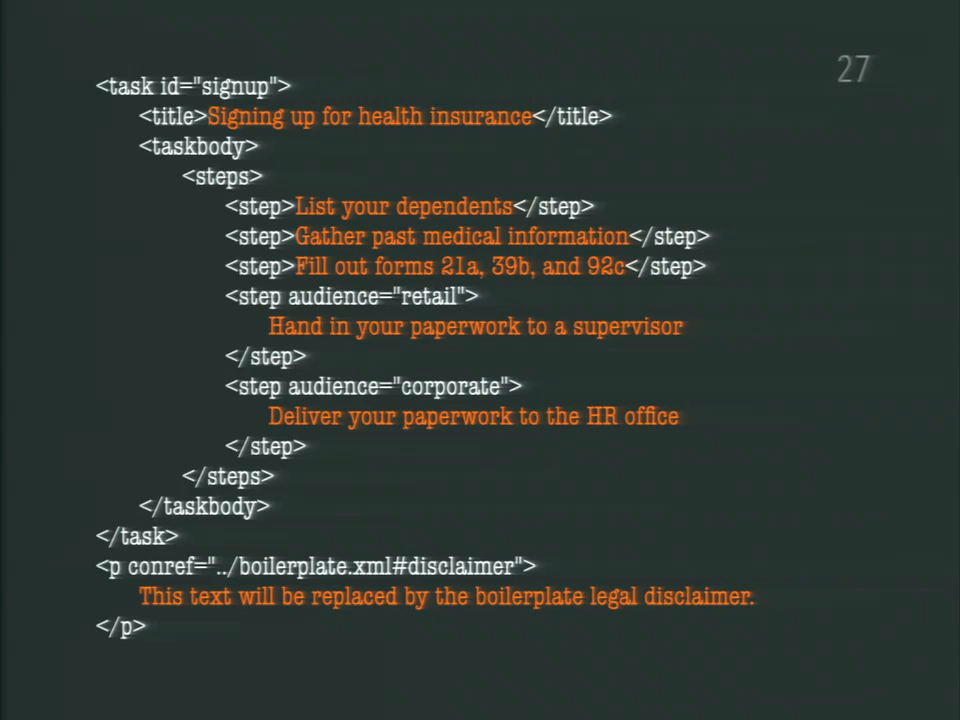 27
<task id="signup">
<title>Signing up for health insurance</title>
<taskbody>
<steps>
<step>List your dependents</step>
<step>Gather past medical information</step>
<step>Fill out forms 21a, 39b, and 92c</step>
<step audience="retail">
Hand in your paperwork to a supervisor
</step>
<step audience="corporate">
Deliver your paperwork to the HR office
</step>
</steps>
</taskbody>
</task>
<p conref="../boilerplate.xml#disclaimer">
This text will be replaced by the boilerplate legal disclaimer.
</p>